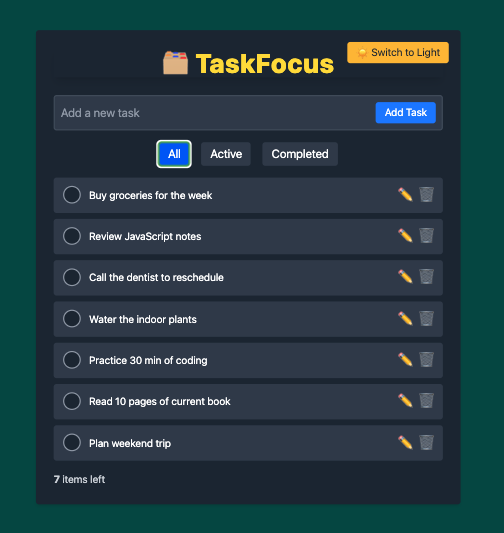 TaskFocus
Switch to Light
Add a new task
Add Task
All
Active
Completed
Buy groceries for the week
Review JavaScript notes
Call the dentist to reschedule
Water the indoor plants
Practice 30 min of coding
Read 10 pages of current book
Plan weekend trip
7 items left